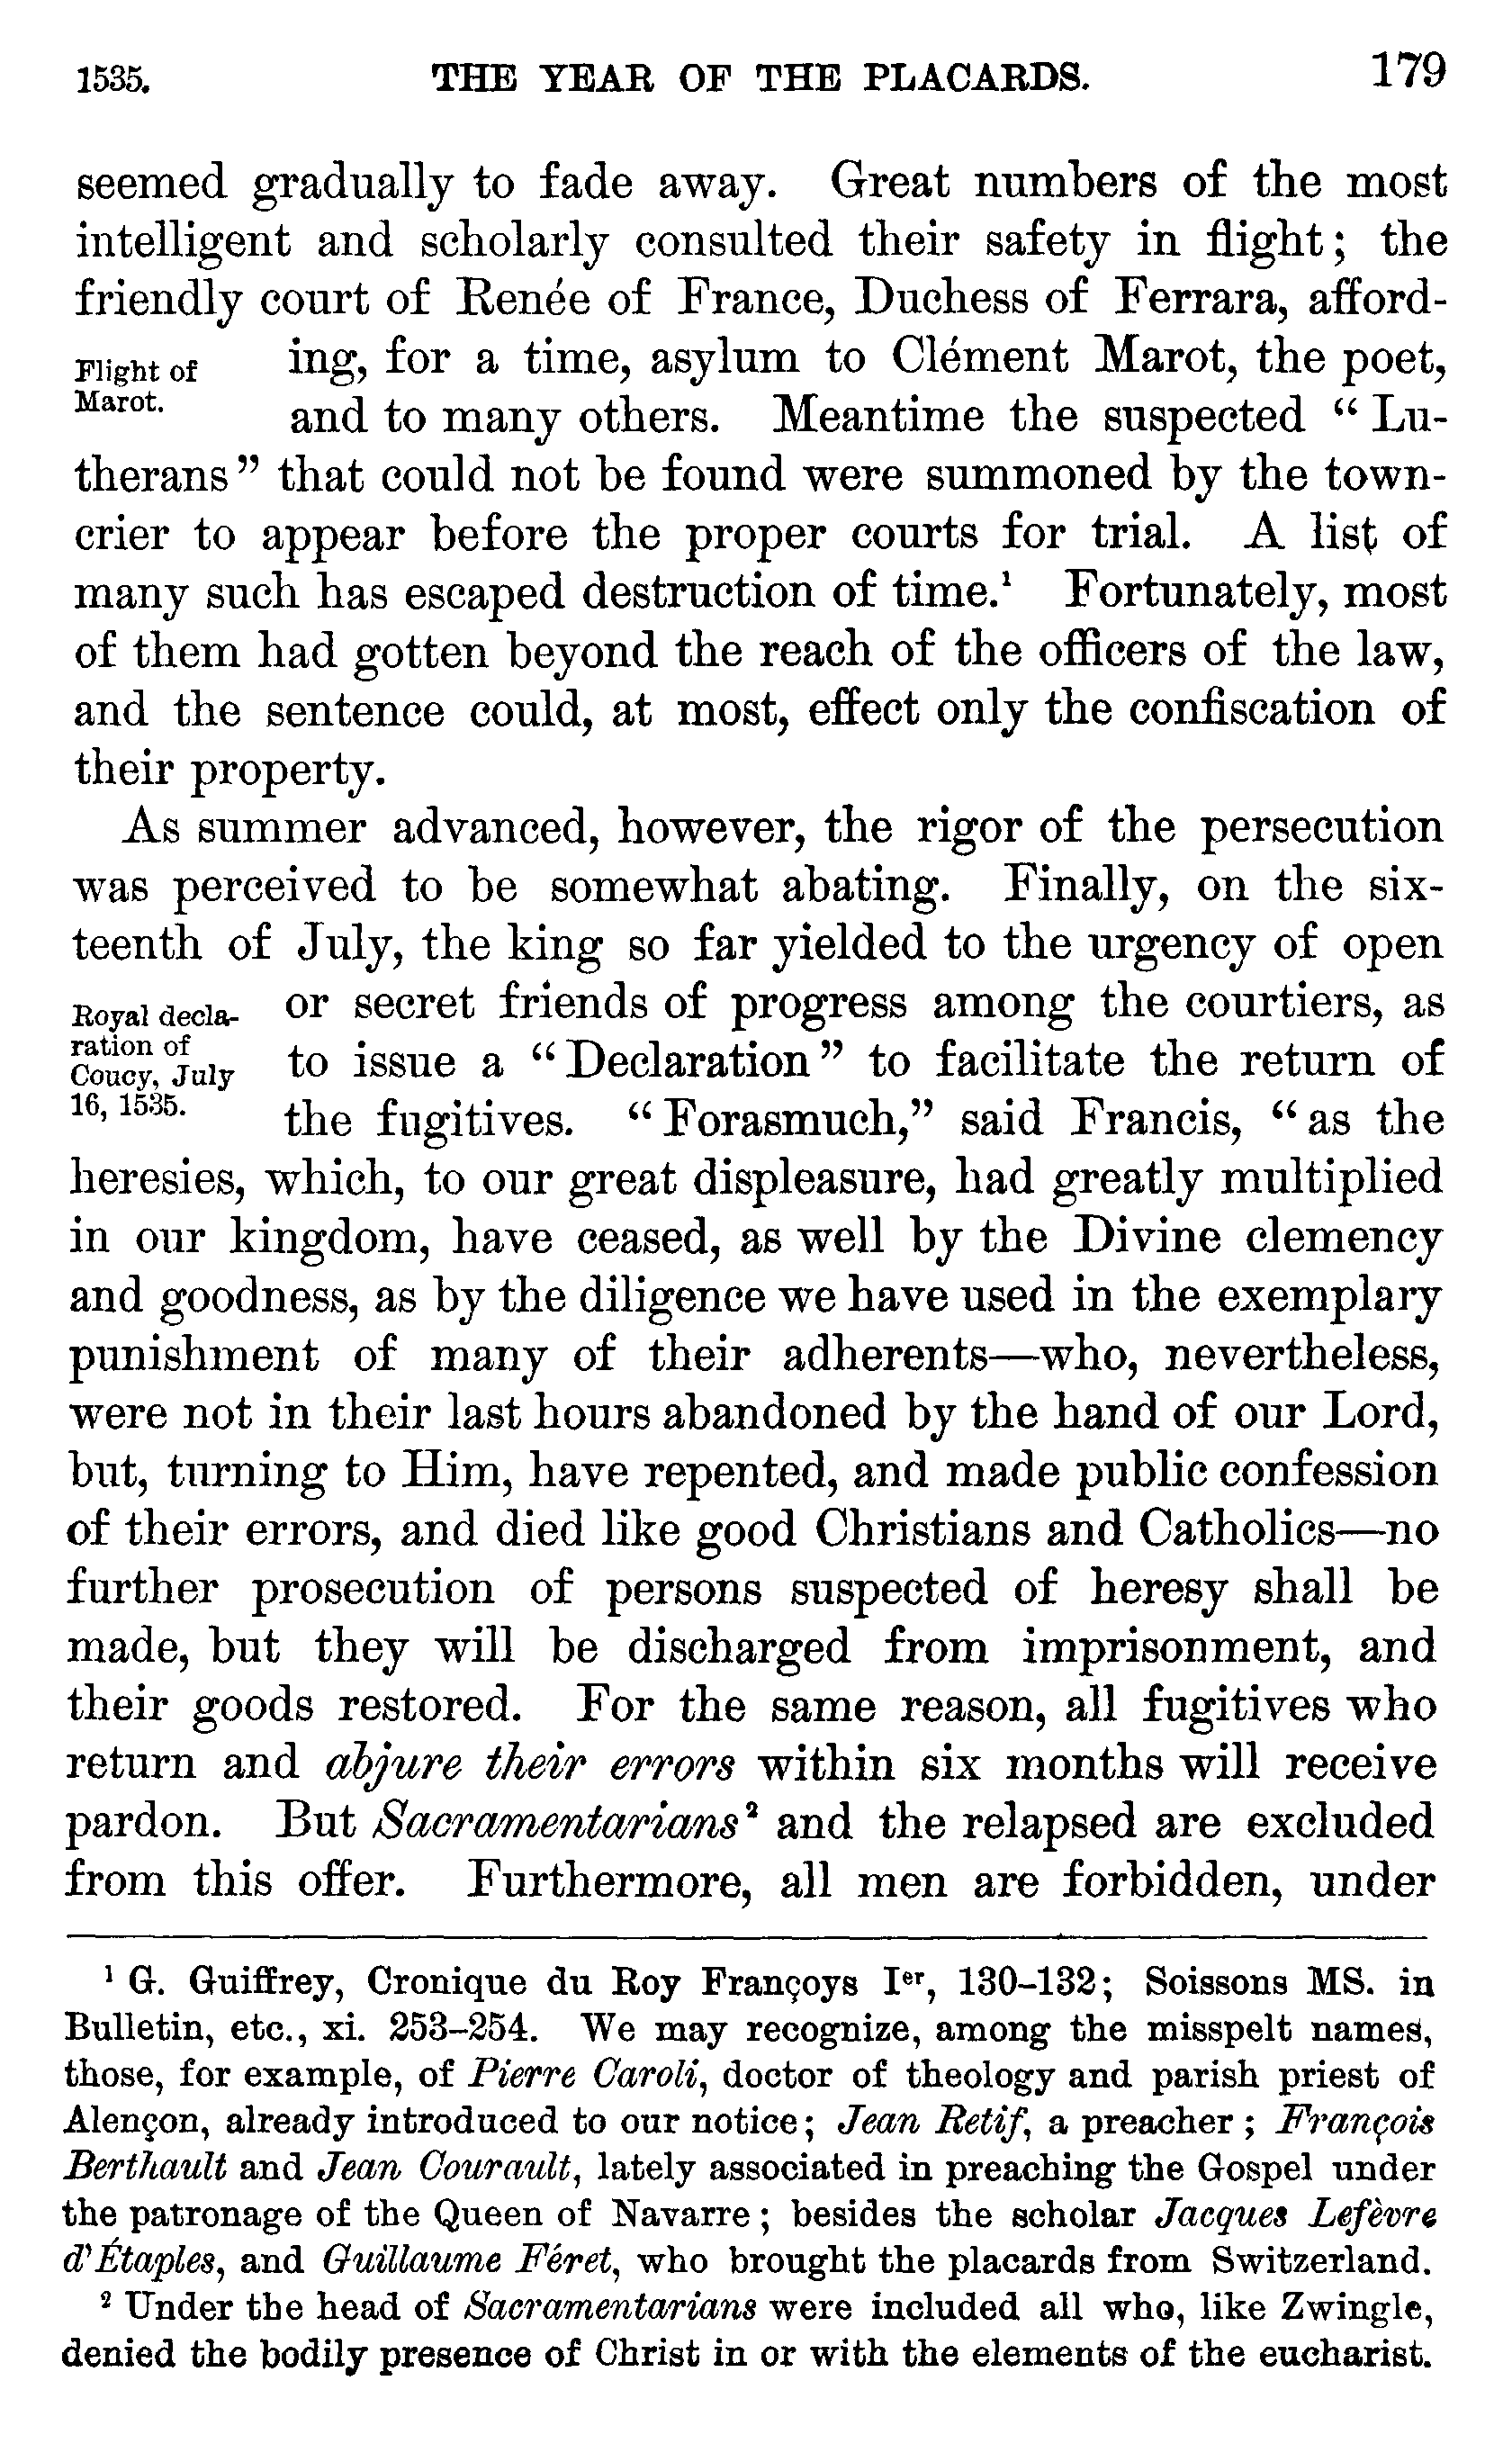 1535. THE YEAR OF THE PLACARDS. 179
seemed gradually to fade away. Great numbers of the most
intelligent and scholarly consulted their safety in flight; the
friendly court of Renée of France, Duchess of Ferrara, afford-
Flight of
Marot.
ing, for a time, asylum to Clément Marot, the poet,
and to many others. Meantime the suspected “Lu-
therans” that could not be found were summoned by the town-
crier to appear before the proper courts for trial. A list of
many such has escaped destruction of time.¹ Fortunately, most
of them had gotten beyond the reach of the officers of the law,
and the sentence could, at most, effect only the confiscation of
their property.
As summer advanced, however, the rigor of the persecution
was perceived to be somewhat abating. Finally, on the six-
teenth of July, the king so far yielded to the urgency of open
Royal decla-
ration of
Coucy, July
16, 1535.
or secret friends of progress among the courtiers, as
to issue a “Declaration” to facilitate the return of
the fugitives. “Forasmuch,” said Francis, “as the
heresies, which, to our great displeasure, had greatly multiplied
in our kingdom, have ceased, as well by the Divine clemency
and goodness, as by the diligence we have used in the exemplary
punishment of many of their adherents—who, nevertheless,
were not in their last hours abandoned by the hand of our Lord,
but, turning to Him, have repented, and made public confession
of their errors, and died like good Christians and Catholics—no
further prosecution of persons suspected of heresy shall be
made, but they will be discharged from imprisonment, and
their goods restored. For the same reason, all fugitives who
return and abjure their errors within six months will receive
pardon. But Sacramentarians² and the relapsed are excluded
from this offer. Furthermore, all men are forbidden, under
¹ G. Guiffrey, Cronique du Roy Françoys Iᵉʳ, 130–132; Soissons MS. in
Bulletin, etc., xi. 253–254. We may recognize, among the misspelt names,
those, for example, of Pierre Caroli, doctor of theology and parish priest of
Alençon, already introduced to our notice; Jean Retif, a preacher; François
Berthault and Jean Courault, lately associated in preaching the Gospel under
the patronage of the Queen of Navarre; besides the scholar Jacques Lefèvre
d'Étaples, and Guillaume Féret, who brought the placards from Switzerland.
² Under the head of Sacramentarians were included all who, like Zwingle,
denied the bodily presence of Christ in or with the elements of the eucharist.